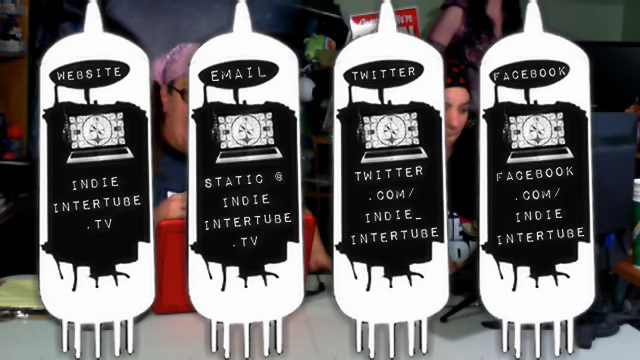 WEBSITE
INDIE
INTERTUBE
.TV
EMAIL
STATIC @
INDIE
INTERTUBE
.TV
TWITTER
TWITTER
.COM/
INDIE_
INTERTUBE
FACEBOOK
FACEBOOK
.COM/
INDIE
INTERTUBE